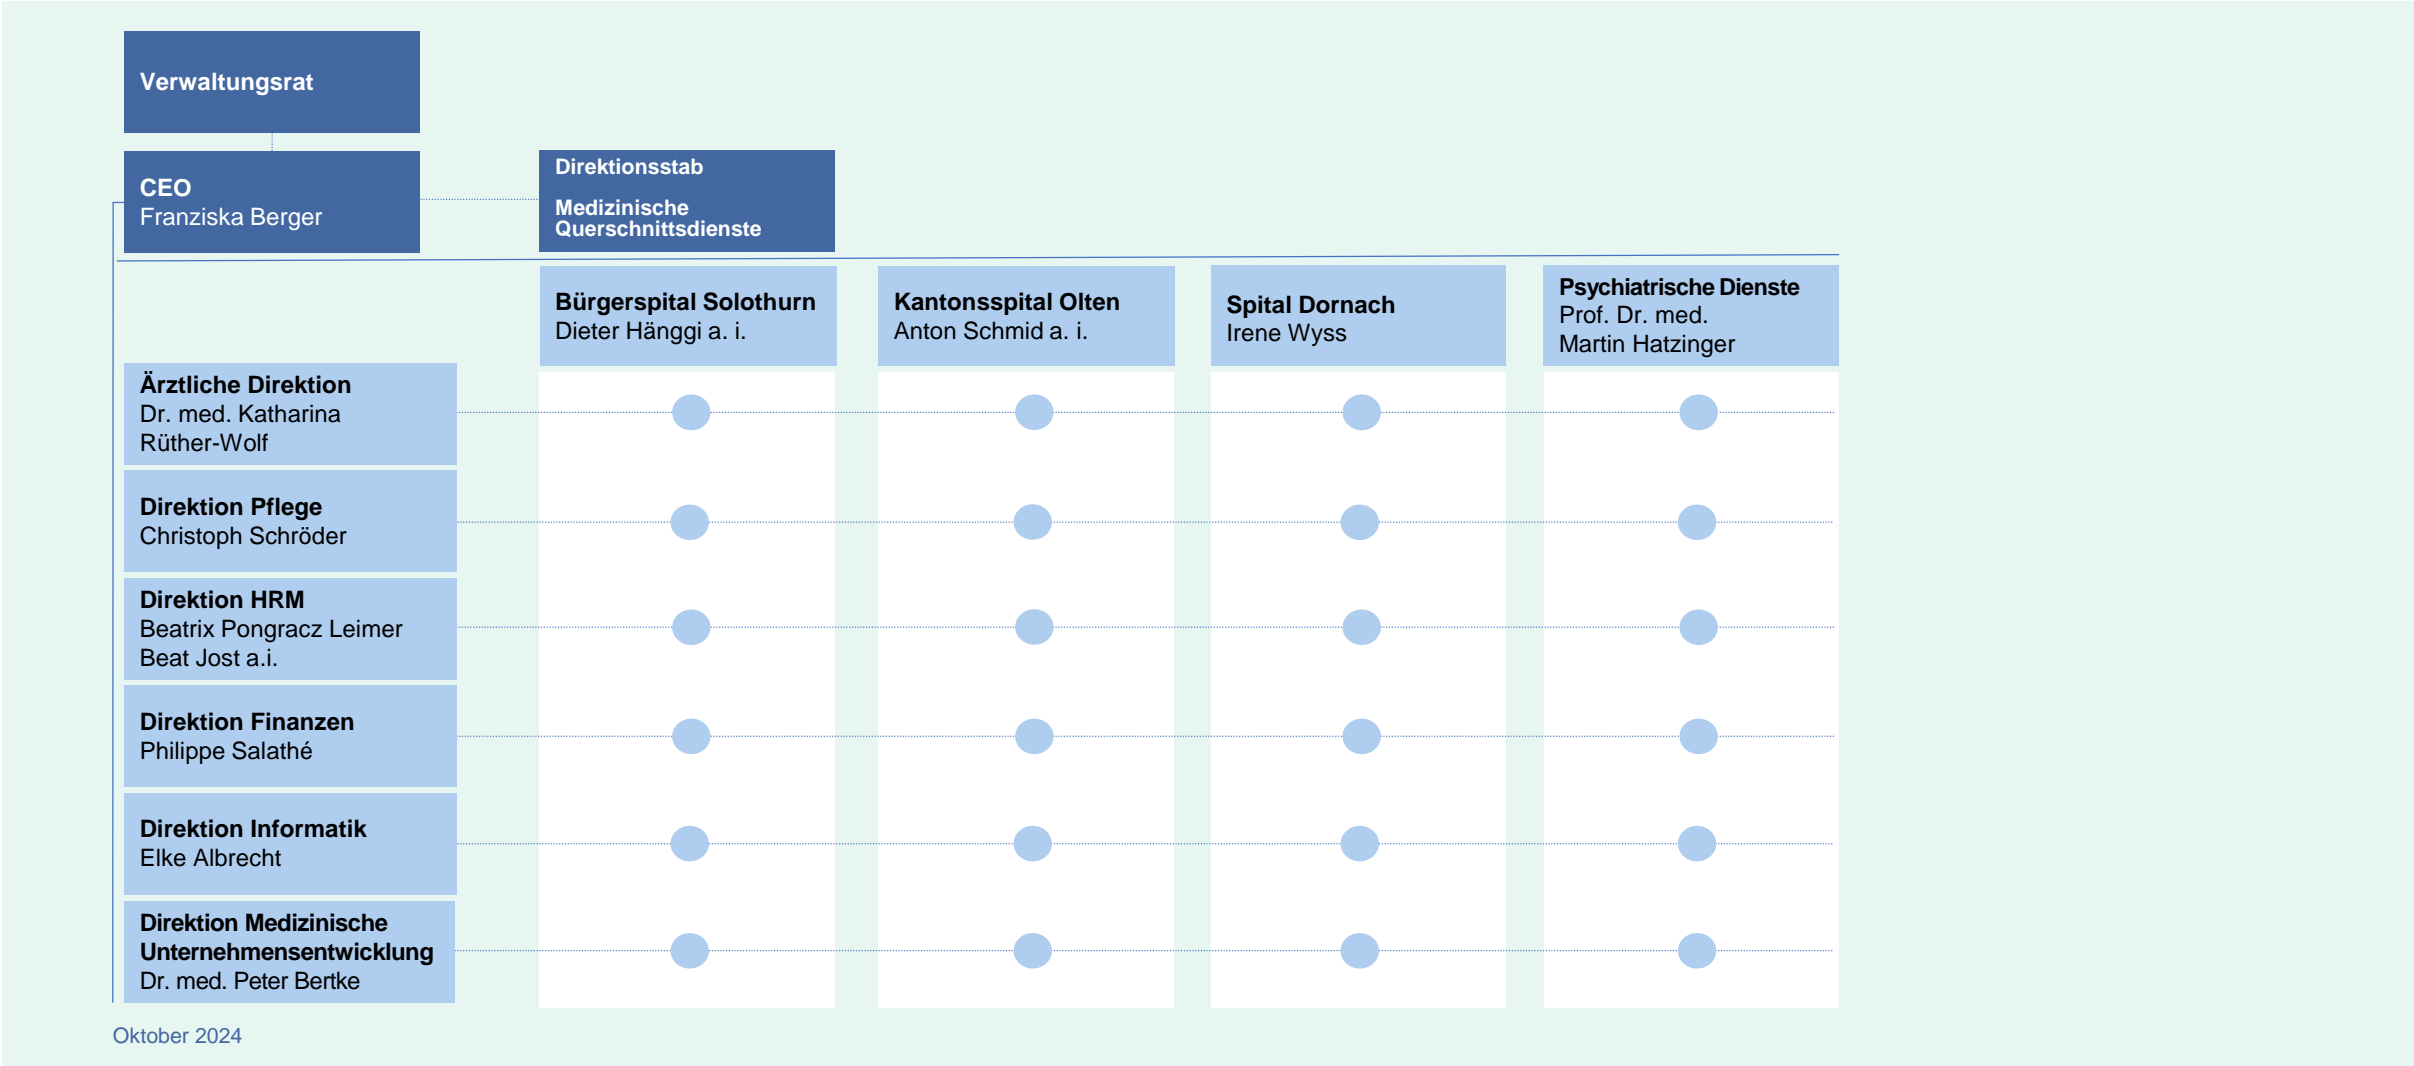 Verwaltungsrat
CEO
Franziska Berger
Direktionsstab
Medizinische
Querschnittsdienste
Bürgerspital Solothurn
Dieter Hänggi a. i.
Kantonsspital Olten
Anton Schmid a. i.
Spital Dornach
Irene Wyss
Psychiatrische Dienste
Prof. Dr. med.
Martin Hatzinger
Ärztliche Direktion
Dr. med. Katharina
Rüther-Wolf
Direktion Pflege
Christoph Schröder
Direktion HRM
Beatrix Pongracz Leimer
Beat Jost a.i.
Direktion Finanzen
Philippe Salathé
Direktion Informatik
Elke Albrecht
Direktion Medizinische
Unternehmensentwicklung
Dr. med. Peter Bertke
Oktober 2024